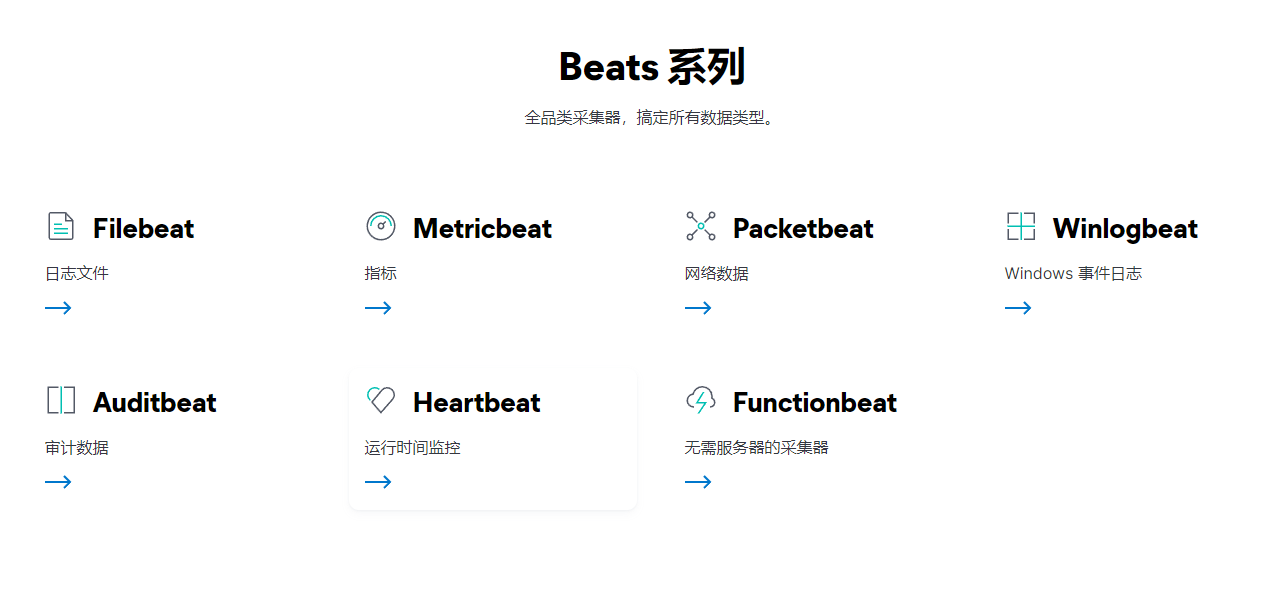 Beats 系列
全品类采集器，搞定所有数据类型。
Filebeat
日志文件
Metricbeat
指标
Packetbeat
网络数据
Winlogbeat
Windows 事件日志
Auditbeat
审计数据
Heartbeat
运行时间监控
Functionbeat
无需服务器的采集器